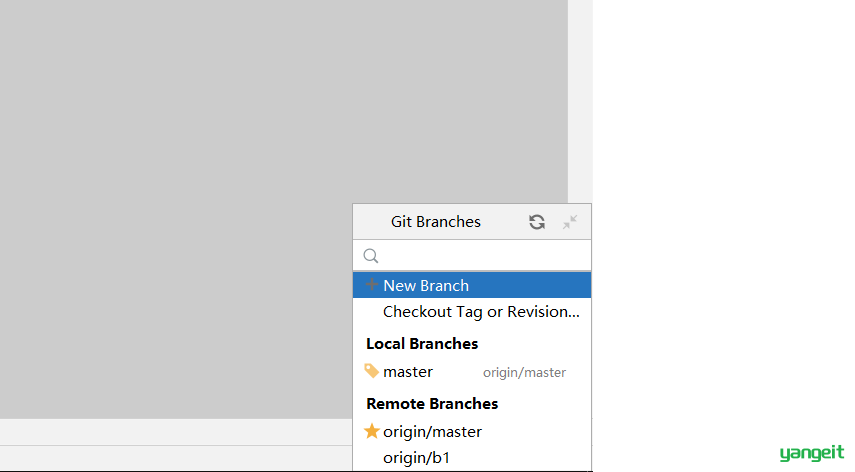 Git Branches
New Branch
Checkout Tag or Revision...
Local Branches
master origin/master
Remote Branches
origin/master
origin/b1
yangeit